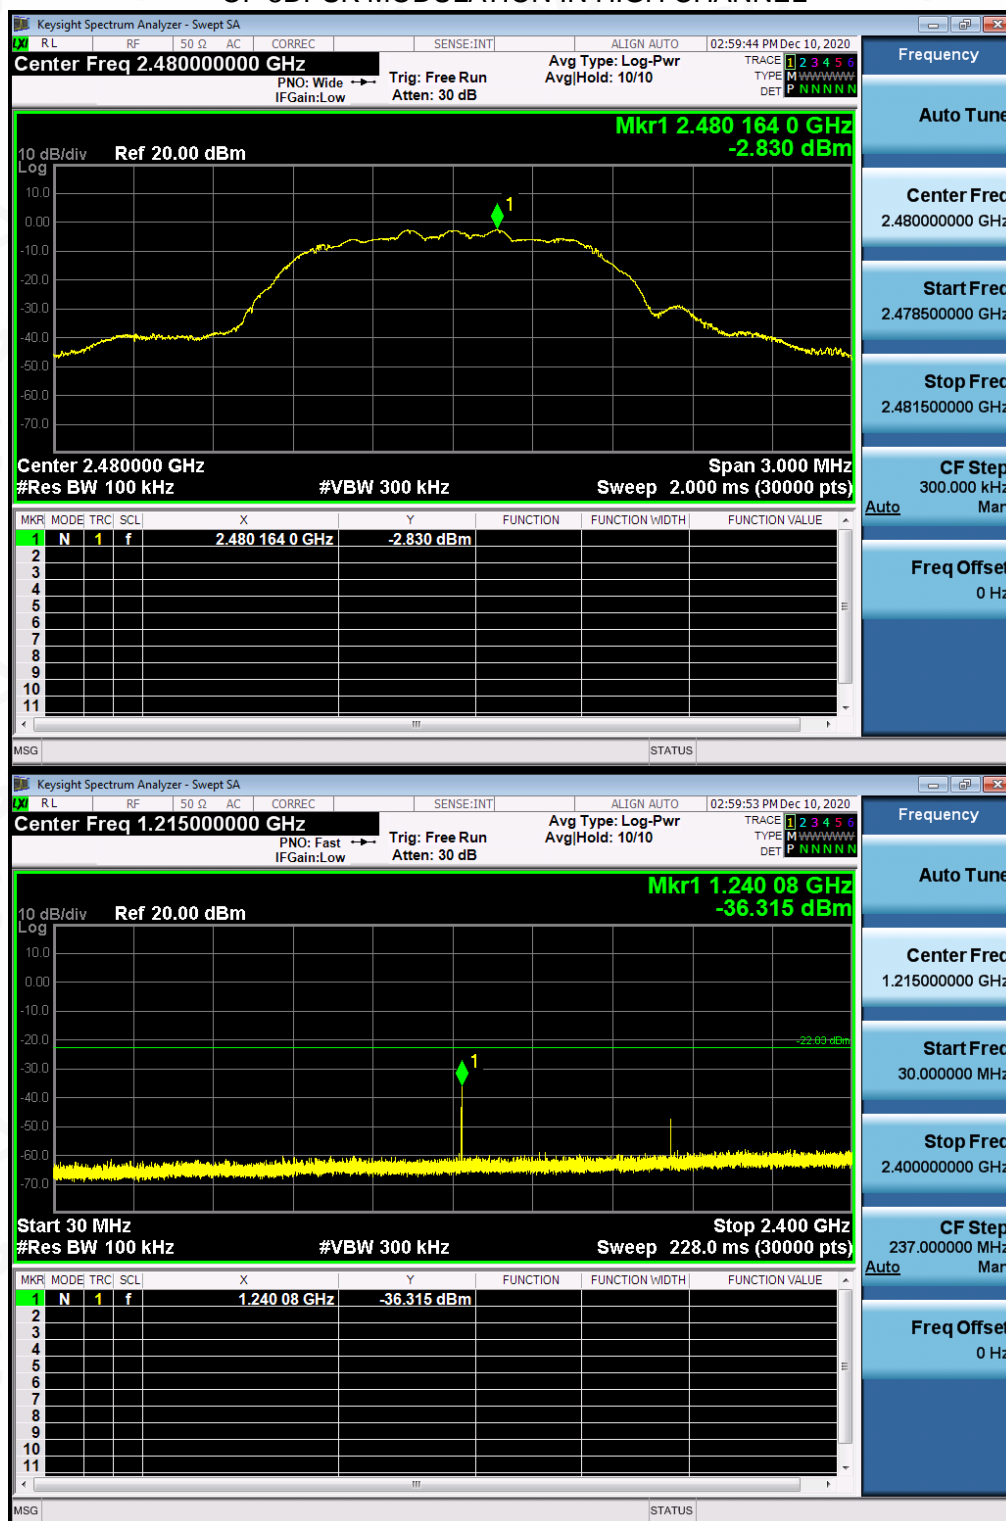 OF 8DPSK MODULATION IN HIGH CHANNEL
Keysight Spectrum Analyzer - Swept SA
LXI RL RF 50 Ω AC CORREC SENSE:INT ALIGN AUTO 02:59:44 PM Dec 10, 2020
Center Freq 2.480000000 GHz
PNO: Wide
IFGain:Low
Trig: Free Run
Atten: 30 dB
Avg Type: Log-Pwr
Avg|Hold: 10/10
TRACE 1 2 3 4 5 6
TYPE M WWWWW
DET P N N N N N
Mkr1 2.480 164 0 GHz
-2.830 dBm
10 dB/div Ref 20.00 dBm
Log
10.0
0.00
-10.0
-20.0
-30.0
-40.0
-50.0
-60.0
-70.0
1
Center 2.480000 GHz Span 3.000 MHz
#Res BW 100 kHz #VBW 300 kHz Sweep 2.000 ms (30000 pts)
MKR MODE TRC SCL X Y FUNCTION FUNCTION WIDTH FUNCTION VALUE
1 N 1 f 2.480 164 0 GHz -2.830 dBm
2
3
4
5
6
7
8
9
10
11
MSG STATUS
Frequency
Auto Tune
Center Freq
2.480000000 GHz
Start Freq
2.478500000 GHz
Stop Freq
2.481500000 GHz
CF Step
300.000 kHz
Auto Man
Freq Offset
0 Hz
Keysight Spectrum Analyzer - Swept SA
LXI RL RF 50 Ω AC CORREC SENSE:INT ALIGN AUTO 02:59:53 PM Dec 10, 2020
Center Freq 1.215000000 GHz
PNO: Fast
IFGain:Low
Trig: Free Run
Atten: 30 dB
Avg Type: Log-Pwr
Avg|Hold: 10/10
TRACE 1 2 3 4 5 6
TYPE M WWWWW
DET P N N N N N
Mkr1 1.240 08 GHz
-36.315 dBm
10 dB/div Ref 20.00 dBm
Log
10.0
0.00
-10.0
-20.0
-30.0
-40.0
-50.0
-60.0
-70.0
-22.83 dBm
1
Start 30 MHz Stop 2.400 GHz
#Res BW 100 kHz #VBW 300 kHz Sweep 228.0 ms (30000 pts)
MKR MODE TRC SCL X Y FUNCTION FUNCTION WIDTH FUNCTION VALUE
1 N 1 f 1.240 08 GHz -36.315 dBm
2
3
4
5
6
7
8
9
10
11
MSG STATUS
Frequency
Auto Tune
Center Freq
1.215000000 GHz
Start Freq
30.000000 MHz
Stop Freq
2.400000000 GHz
CF Step
237.000000 MHz
Auto Man
Freq Offset
0 Hz